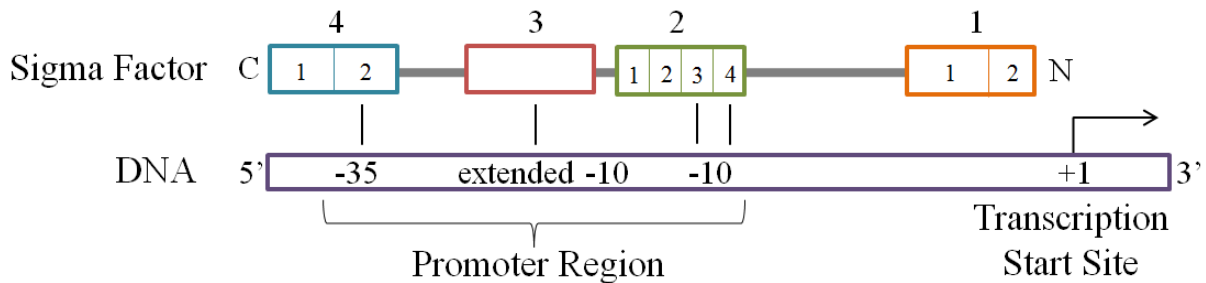 4 3 2 1
Sigma Factor C 1 2 1 2 3 4 1 2 N
DNA 5’ -35 extended -10 -10 +1 3’
Promoter Region
Transcription
Start Site